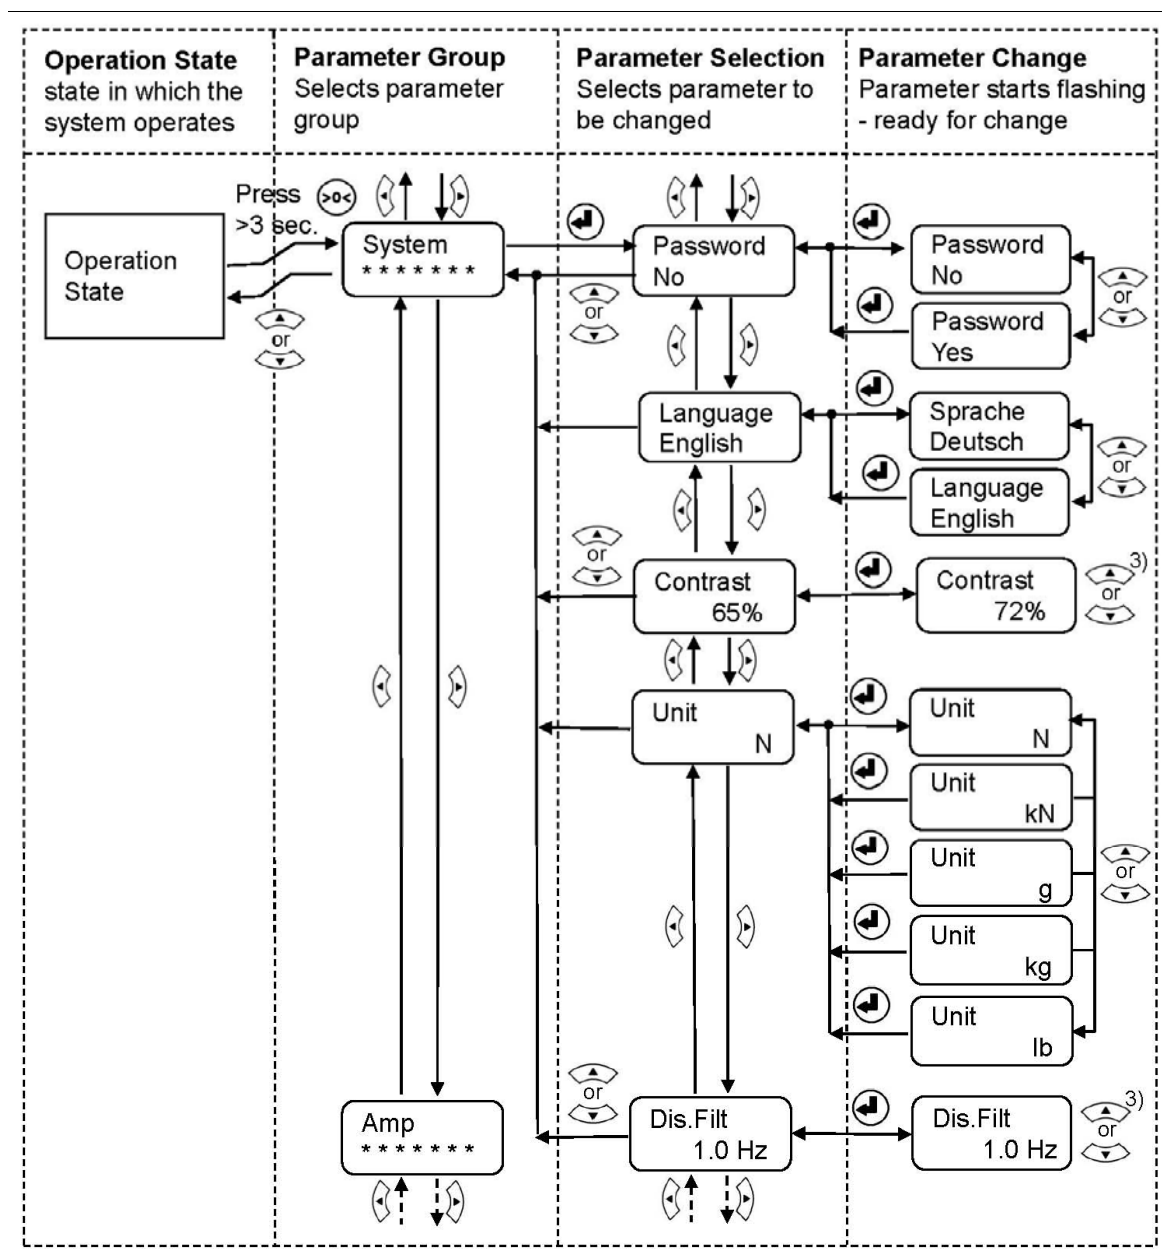 Operation State
state in which the
system operates
Parameter Group
Selects parameter
group
Parameter Selection
Selects parameter to
be changed
Parameter Change
Parameter starts flashing
- ready for change
Press
>3 sec.
>0<
Operation
State
or
System
*******
Password
No
or
Password
No
Password
Yes
or
Language
English
Sprache
Deutsch
Language
English
or
or
Contrast
65%
Contrast
72%
or
3)
Unit
N
Unit
N
Unit
kN
Unit
g
Unit
kg
Unit
lb
or
Amp
*******
or
Dis.Filt
1.0 Hz
Dis.Filt
1.0 Hz
or
3)